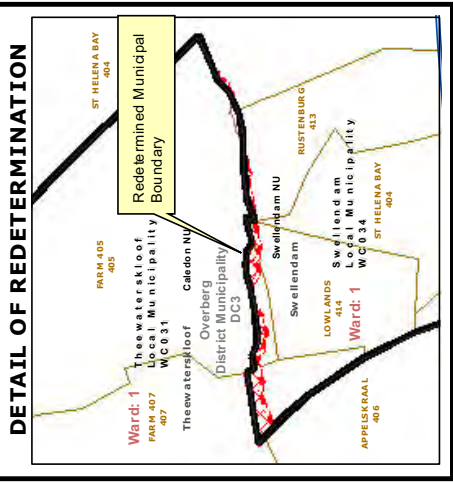 DETAIL OF REDETERMINATION
ST HELENA BAY
404
Redetermined Municipal
Boundary
FARM 405
405
Theewaterskloof
Local Municipality
WC031
Caledon NU
Ward: 1
FARM 407
407
Theewaterskloof
Overberg
District Municipality
DC3
RUSTENBURG
413
Swellendam NU
Swellendam
Swellendam
Local Municipality
WC034
ST HELENA BAY
404
LOWLANDS
414
Ward: 1
APPELSKRAAL
406